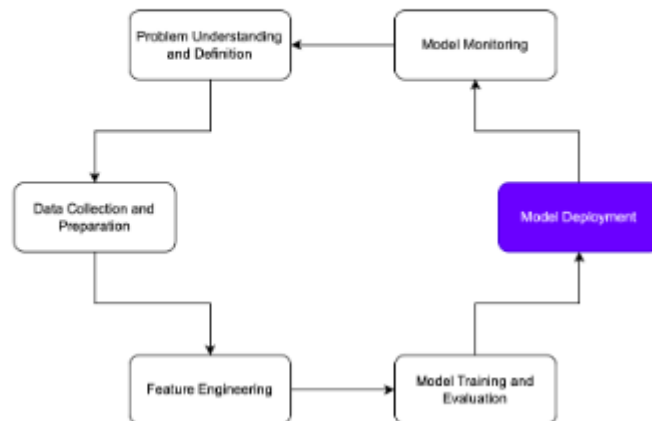 Problem Understanding
and Definition
Model Monitoring
Data Collection and
Preparation
Model Deployment
Feature Engineering
Model Training and
Evaluation